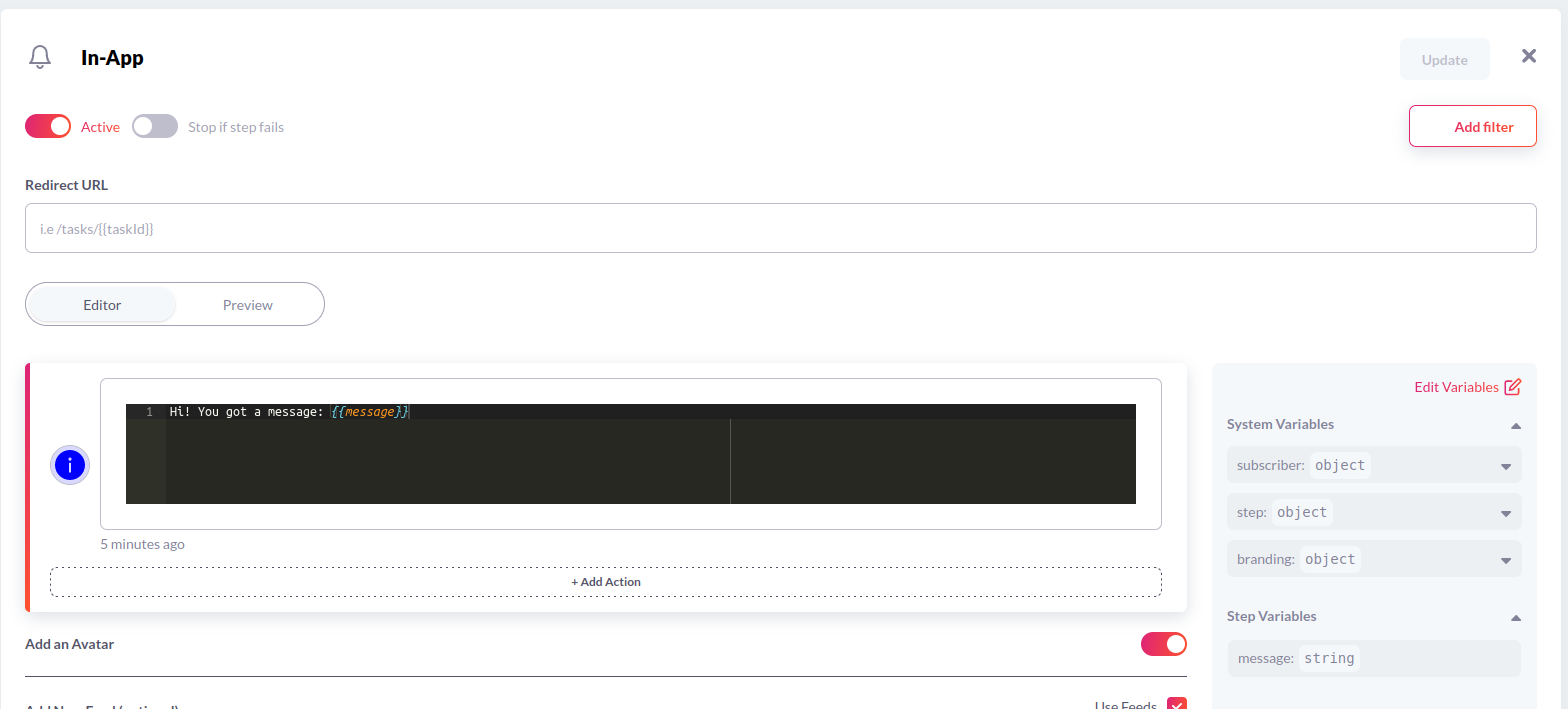 In-App
Update
Active
Stop if step fails
Add filter
Redirect URL
i.e /tasks/{{taskId}}
Editor
Preview
Edit Variables
1 Hi! You got a message: {{message}}
System Variables
subscriber: object
step: object
branding: object
5 minutes ago
+ Add Action
Step Variables
Add an Avatar
message: string
Use Feeds